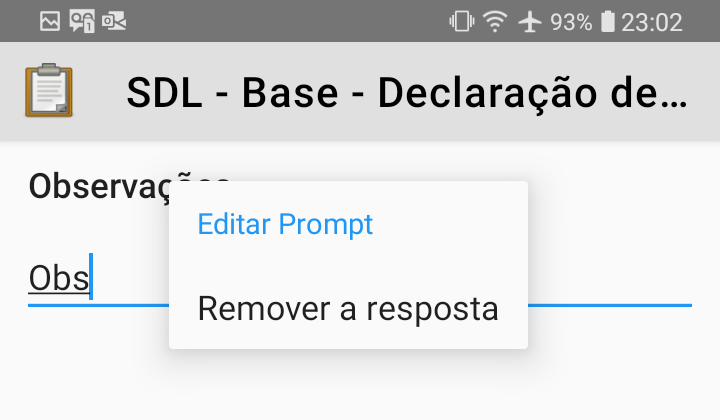 93% 23:02
SDL - Base - Declaração de…
Observações
Editar Prompt
Obs
Remover a resposta